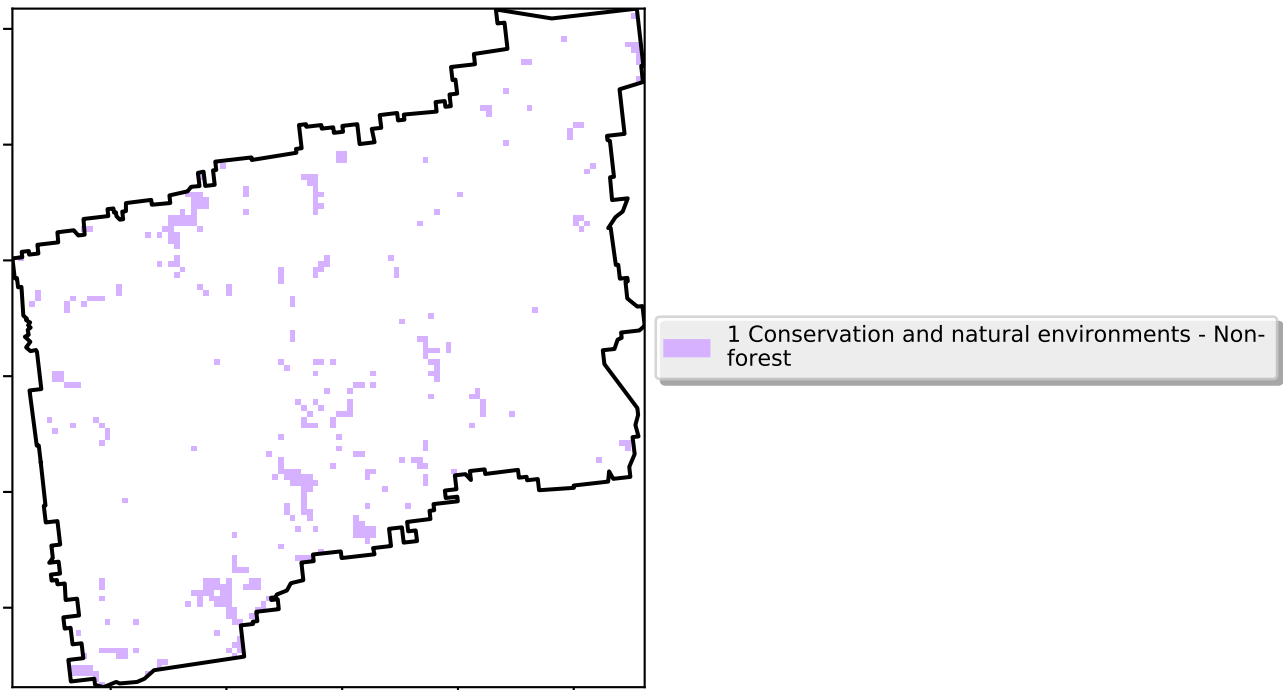 1 Conservation and natural environments - Non-
forest